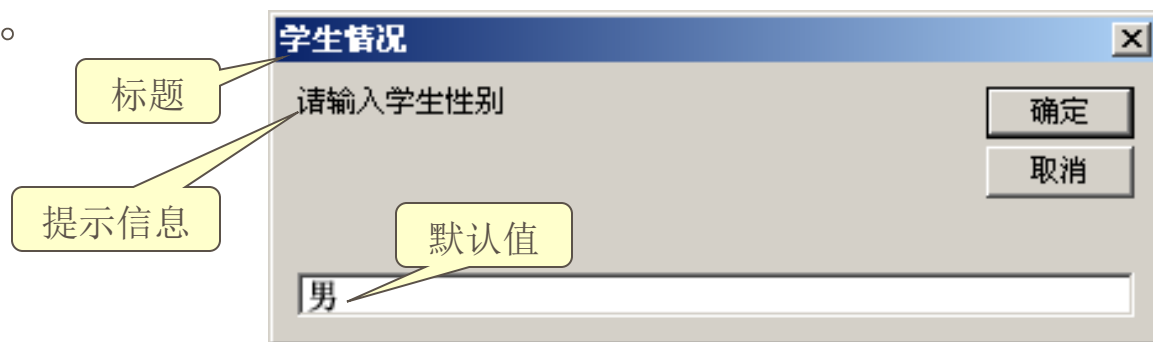 。
学生情况
标题
请输入学生性别
确定
取消
提示信息
默认值
男